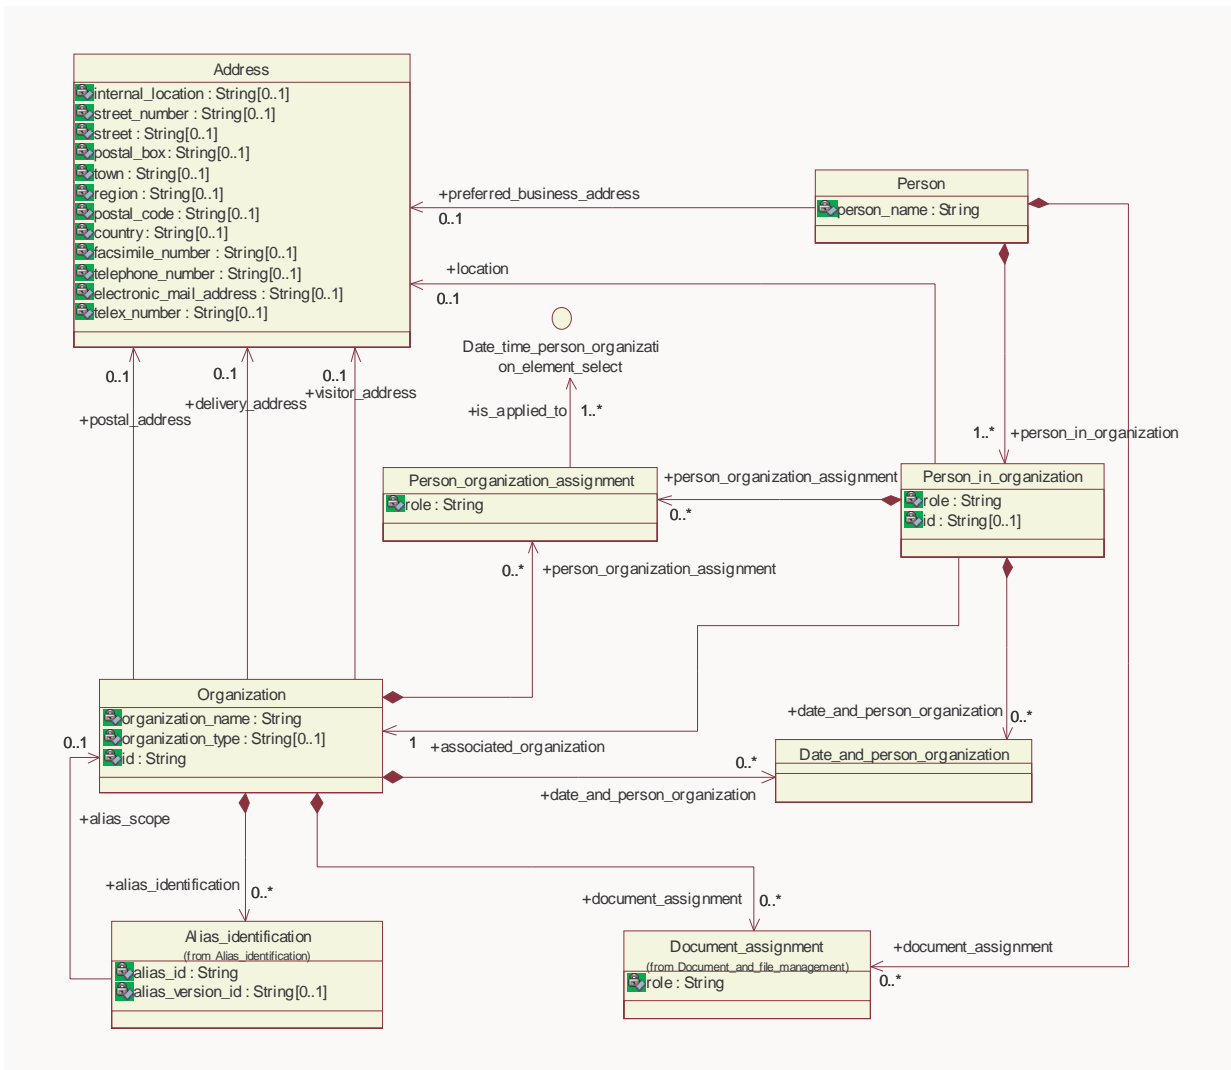 Address
internal_location : String[0..1]
street_number : String[0..1]
street : String[0..1]
postal_box : String[0..1]
town : String[0..1]
region : String[0..1]
postal_code : String[0..1]
country : String[0..1]
facsimile_number : String[0..1]
telephone_number : String[0..1]
electronic_mail_address : String[0..1]
telex_number : String[0..1]
+preferred_business_address
0..1
Person
person_name : String
+location
0..1
Date_time_person_organizati
on_element_select
+is_applied_to
1..*
0..1
+postal_address
0..1
+delivery_address
0..1
+visitor_address
1..*
+person_in_organization
Person_organization_assignment
role : String
+person_organization_assignment
0..*
Person_in_organization
role : String
id : String[0..1]
0..*
+person_organization_assignment
Organization
organization_name : String
organization_type : String[0..1]
id : String
0..1
+alias_scope
1
+associated_organization
+date_and_person_organization
0..*
0..*
+date_and_person_organization
Date_and_person_organization
+alias_identification
0..*
Alias_identification
(from Alias_identification)
alias_id : String
alias_version_id : String[0..1]
+document_assignment
0..*
Document_assignment
(from Document_and_file_management)
role : String
+document_assignment
0..*